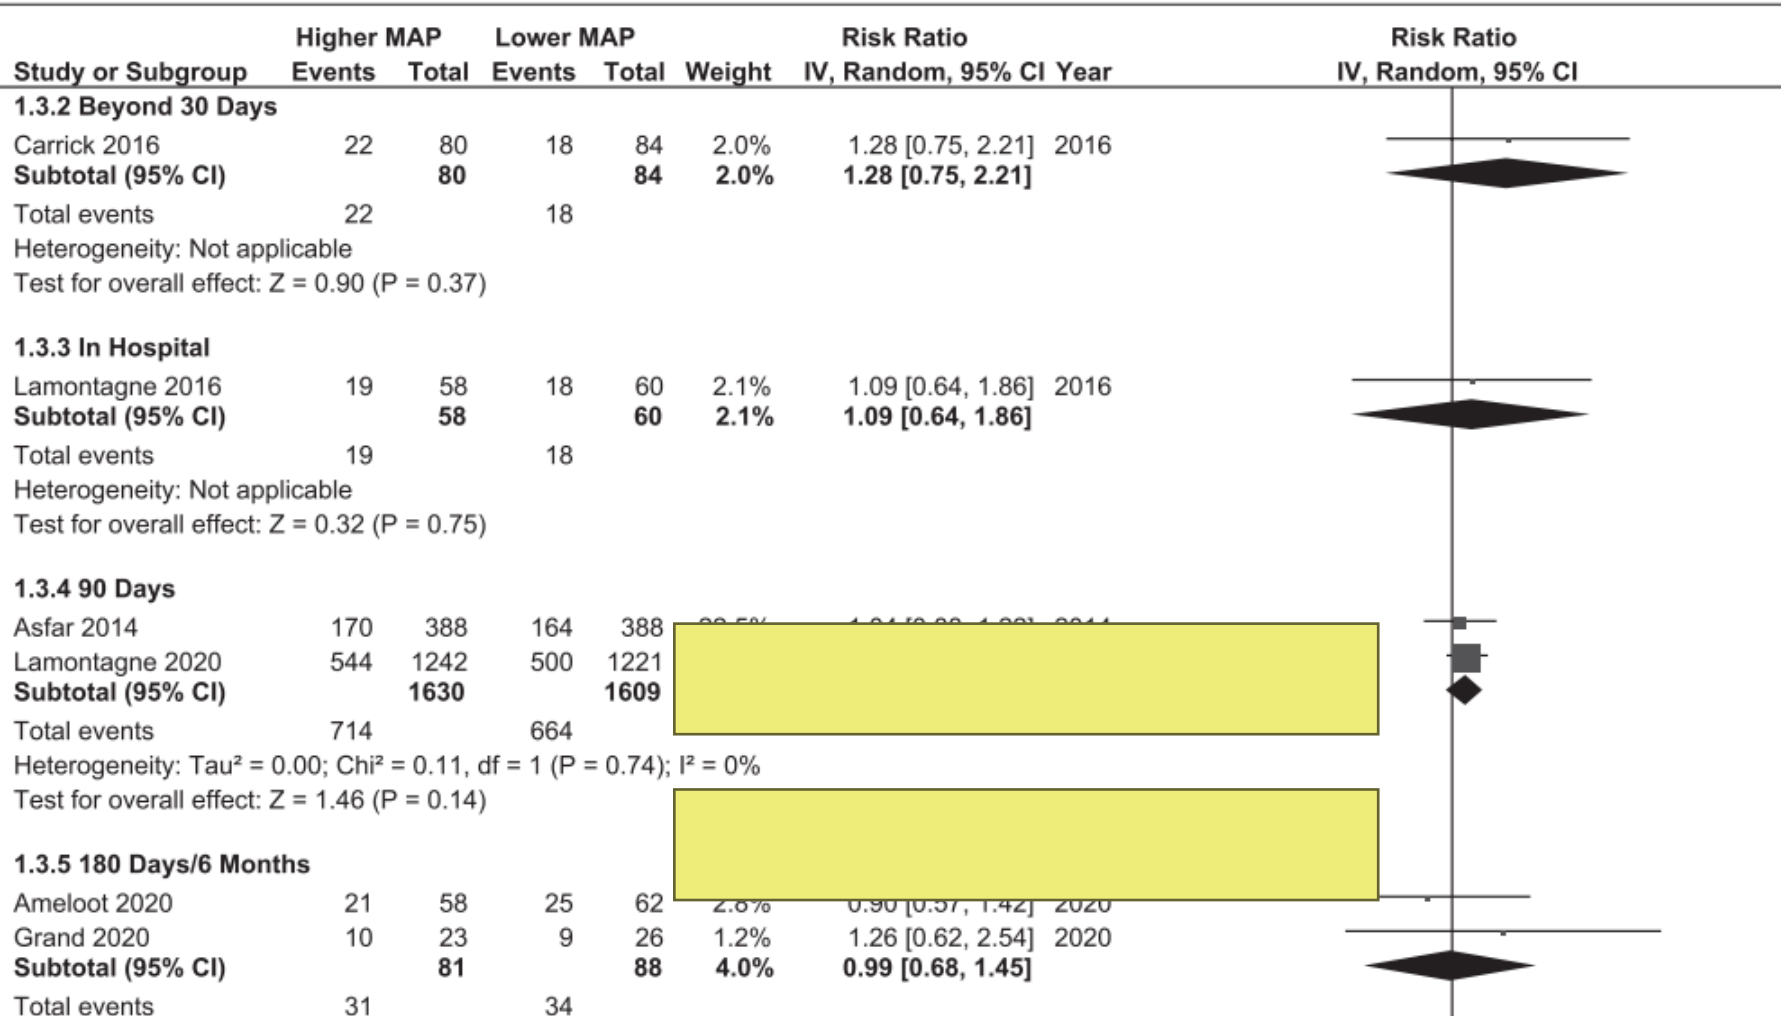 Higher MAP Lower MAP Risk Ratio Risk Ratio
Study or Subgroup Events Total Events Total Weight IV, Random, 95% CI Year IV, Random, 95% CI
1.3.2 Beyond 30 Days
Carrick 2016 22 80 18 84 2.0% 1.28 [0.75, 2.21] 2016
Subtotal (95% CI) 80 84 2.0% 1.28 [0.75, 2.21]
Total events 22 18
Heterogeneity: Not applicable
Test for overall effect: Z = 0.90 (P = 0.37)
1.3.3 In Hospital
Lamontagne 2016 19 58 18 60 2.1% 1.09 [0.64, 1.86] 2016
Subtotal (95% CI) 58 60 2.1% 1.09 [0.64, 1.86]
Total events 19 18
Heterogeneity: Not applicable
Test for overall effect: Z = 0.32 (P = 0.75)
1.3.4 90 Days
Asfar 2014 170 388 164 388
Lamontagne 2020 544 1242 500 1221
Subtotal (95% CI) 1630 1609
Total events 714 664
Heterogeneity: Tau² = 0.00; Chi² = 0.11, df = 1 (P = 0.74); I² = 0%
Test for overall effect: Z = 1.46 (P = 0.14)
1.3.5 180 Days/6 Months
Ameloot 2020 21 58 25 62 2.8% 0.90 [0.57, 1.42] 2020
Grand 2020 10 23 9 26 1.2% 1.26 [0.62, 2.54] 2020
Subtotal (95% CI) 81 88 4.0% 0.99 [0.68, 1.45]
Total events 31 34